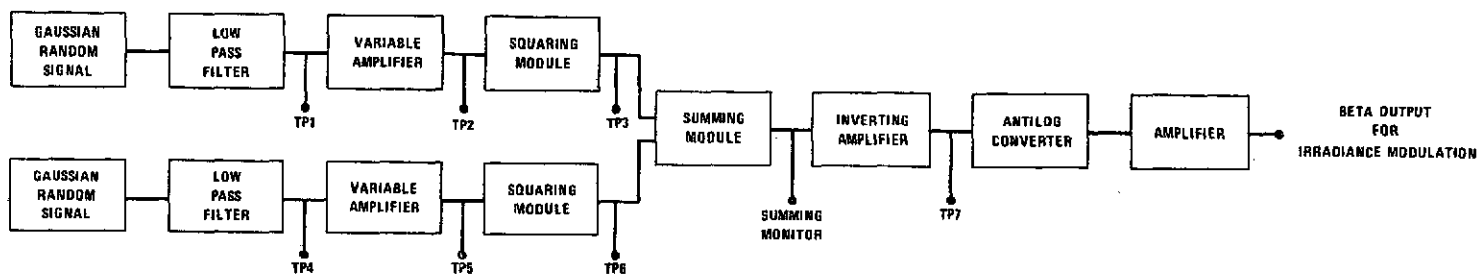 GAUSSIAN
RANDOM
SIGNAL
LOW
PASS
FILTER
VARIABLE
AMPLIFIER
SQUARING
MODULE
TP1
TP2
TP3
SUMMING
MODULE
INVERTING
AMPLIFIER
ANTILOG
CONVERTER
AMPLIFIER
BETA OUTPUT
FOR
IRRADIANCE MODULATION
GAUSSIAN
RANDOM
SIGNAL
LOW
PASS
FILTER
VARIABLE
AMPLIFIER
SQUARING
MODULE
SUMMING
MONITOR
TP7
TP4
TP5
TP6